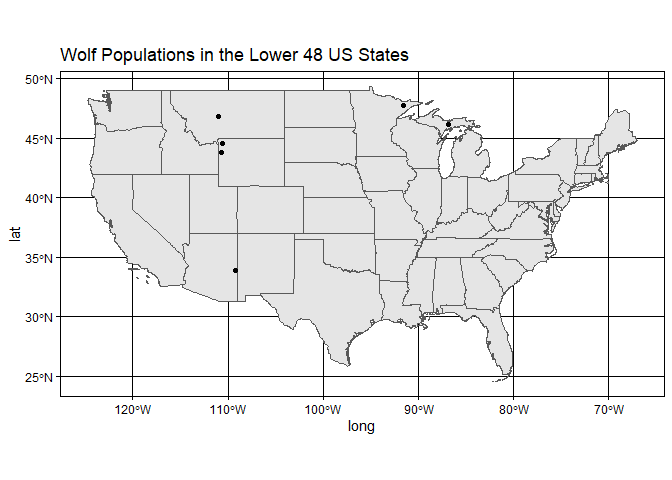 Wolf Populations in the Lower 48 US States
50°N
45°N
40°N
35°N
30°N
25°N
lat
120°W 110°W 100°W 90°W 80°W 70°W
long